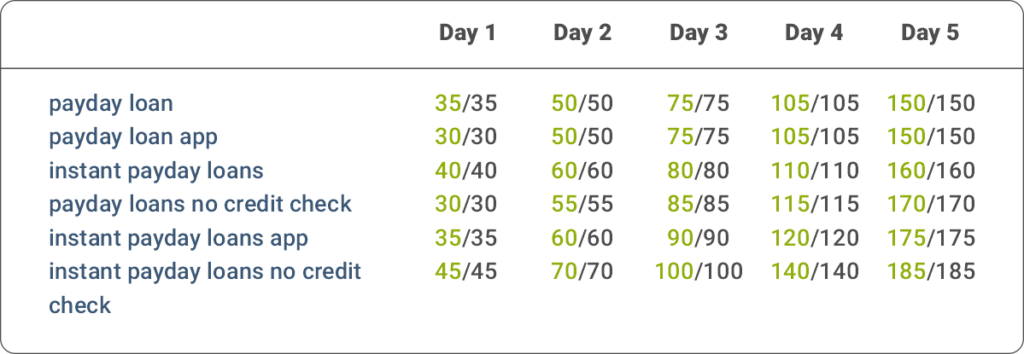 Day 1 Day 2 Day 3 Day 4 Day 5
payday loan 35/35 50/50 75/75 105/105 150/150
payday loan app 30/30 50/50 75/75 105/105 150/150
instant payday loans 40/40 60/60 80/80 110/110 160/160
payday loans no credit check 30/30 55/55 85/85 115/115 170/170
instant payday loans app 35/35 60/60 90/90 120/120 175/175
instant payday loans no credit 45/45 70/70 100/100 140/140 185/185
check